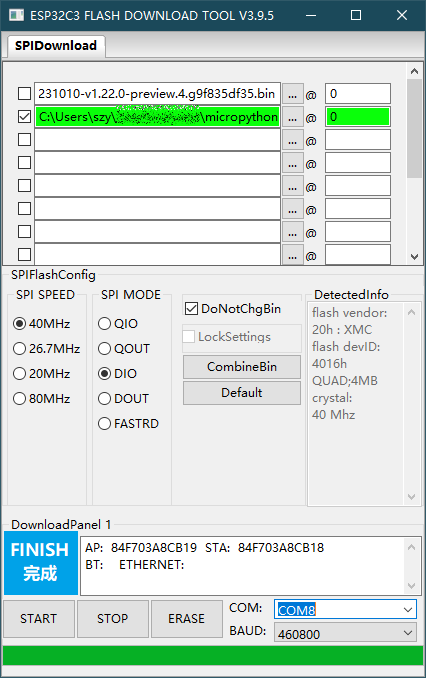 ESP32C3 FLASH DOWNLOAD TOOL V3.9.5
SPIDownload
231010-v1.22.0-preview.4.g9f835df35.bin ... @ 0
C:\Users\szy\ \micropython ... @ 0
... @
... @
... @
... @
... @
... @
SPIFlashConfig
SPI SPEED
40MHz
26.7MHz
20MHz
80MHz
SPI MODE
QIO
QOUT
DIO
DOUT
FASTRD
DoNotChgBin
LockSettings
CombineBin
Default
DetectedInfo
flash vendor:
20h : XMC
flash devID:
4016h
QUAD;4MB
crystal:
40 Mhz
DownloadPanel 1
FINISH
完成
AP: 84F703A8CB19 STA: 84F703A8CB18
BT: ETHERNET:
START
STOP
ERASE
COM: COM8
BAUD: 460800